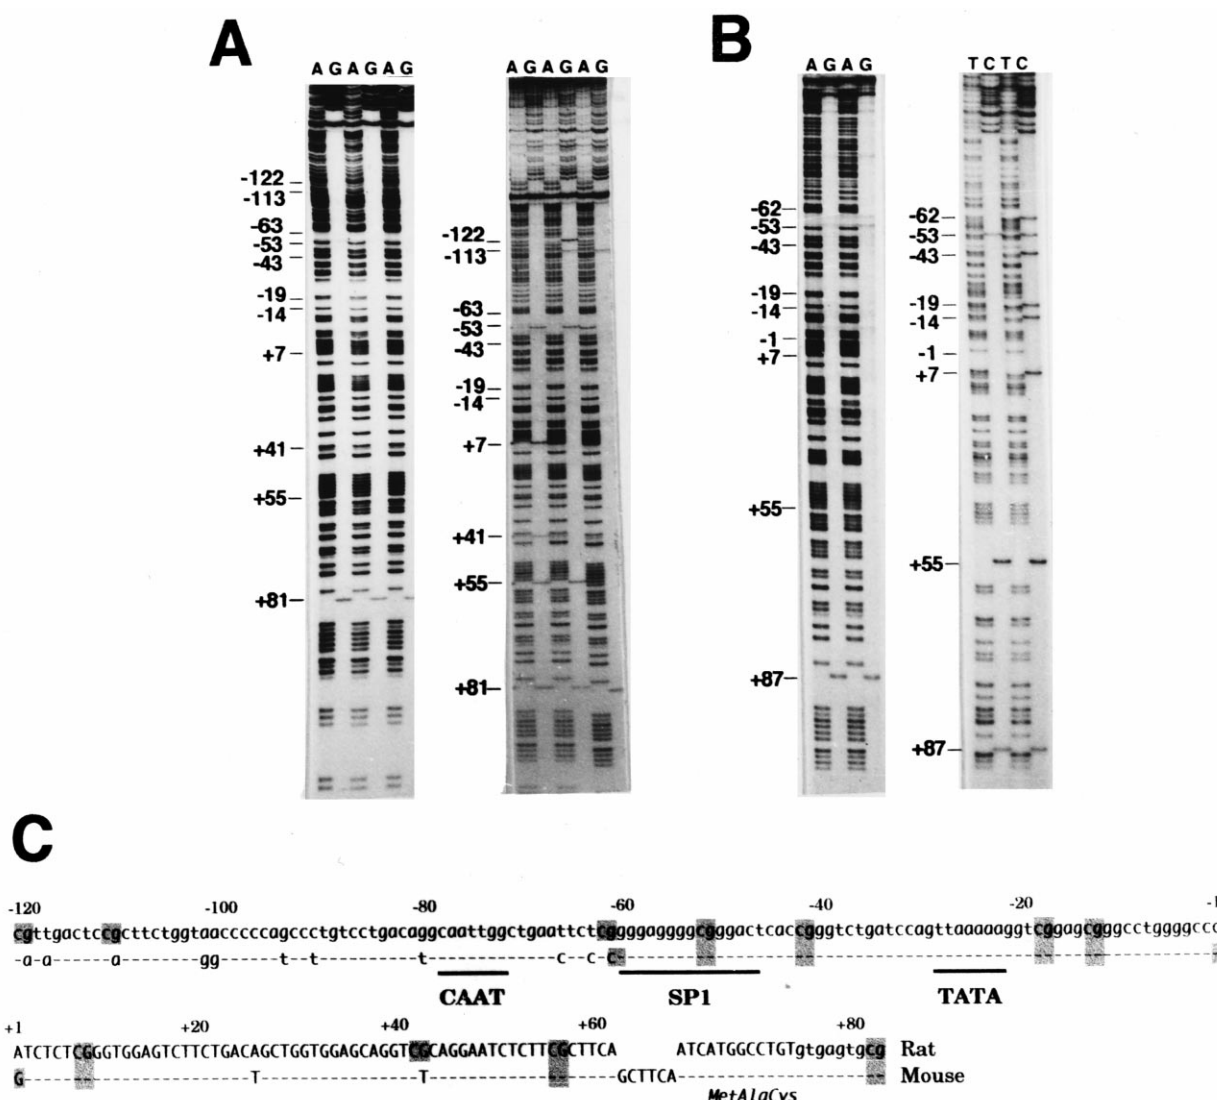 A
B
A G A G A G
A G A G A G
A G A G
T C T C
-122
-113
-63
-53
-43
-19
-14
+7
+41
+55
+81
-122
-113
-63
-53
-43
-19
-14
+7
+41
+55
+81
-62
-53
-43
-19
-14
-1
+7
+55
+87
-62
-53
-43
-19
-14
-1
+7
+55
+87
C
-120 -100 -80 -60 -40 -20 -1
cgttgactccgcttctggtaacccccagccctgtcctgacaggcaattggctgaattctcggggaggggcgggactcaccgggtctgatccagttaaaaaggtcggagcgggcctggggccc
-a-a------a--------gg------t--t----------t------------c--c-c-
CAAT SP1 TATA
+1 +20 +40 +60 +80
ATCTCTCGGGTGGAGTCTTCTGACAGCTGGTGGAGCAGGTCGCAGGAATCTCTTCGCTTCA ATCATGGCCTGTgtgagtgcg Rat
G-----------------------T----------------T-------------------GCTTCA--------------------- Mouse
MetAlaCys